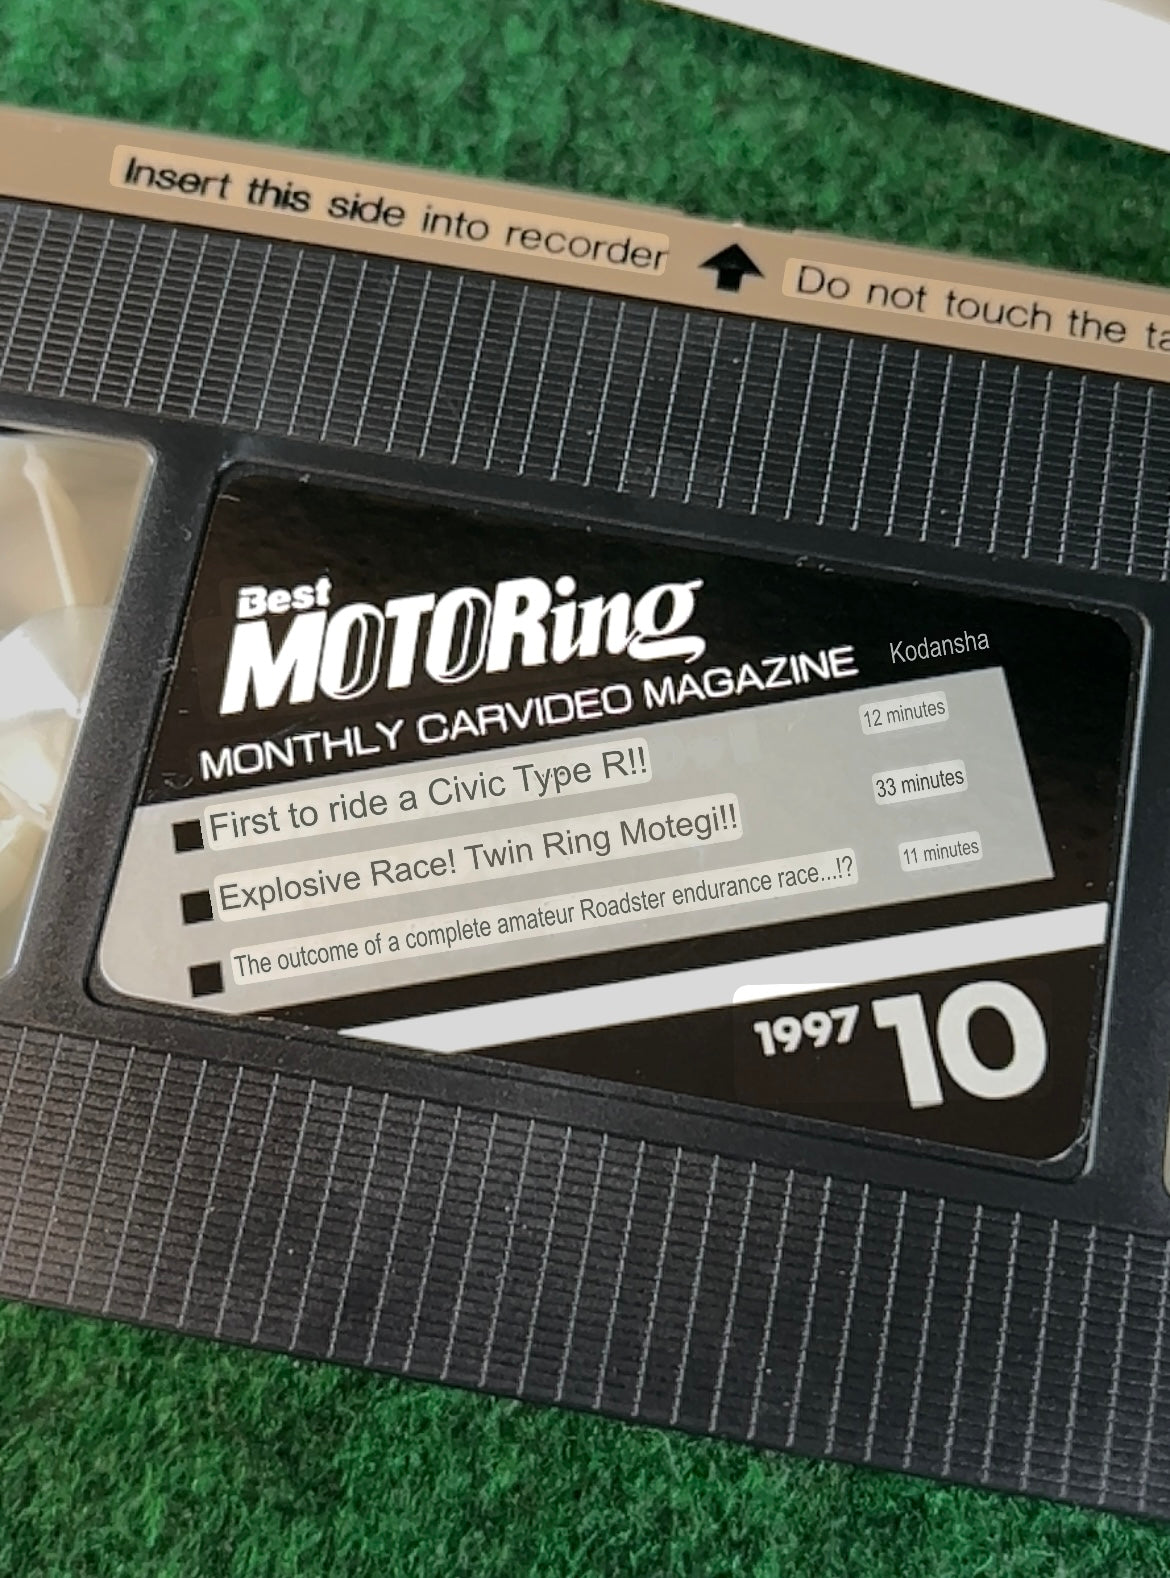 Insert this side into recorder
Do not touch the
Best
MOTORing
MONTHLY CARVIDEO MAGAZINE
Kodansha
First to ride a Civic Type R!!
12 minutes
Explosive Race! Twin Ring Motegi!!
33 minutes
The outcome of a complete amateur Roadster endurance race...!?
11 minutes
1997 10